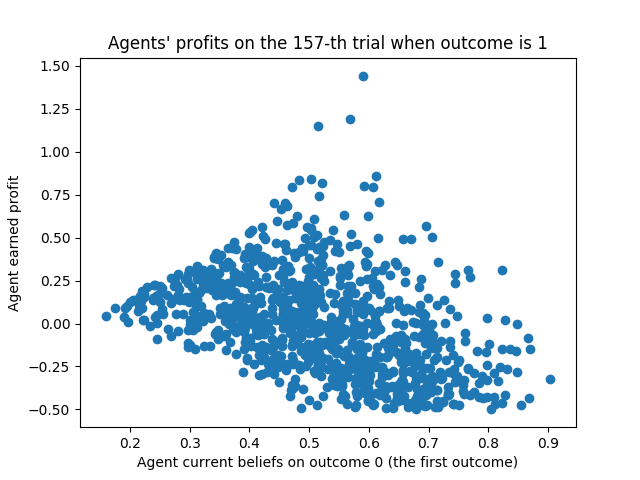 Agents' profits on the 157-th trial when outcome is 1
1.50
1.25
1.00
0.75
0.50
0.25
0.00
−0.25
−0.50
Agent earned profit
0.2 0.3 0.4 0.5 0.6 0.7 0.8 0.9
Agent current beliefs on outcome 0 (the first outcome)